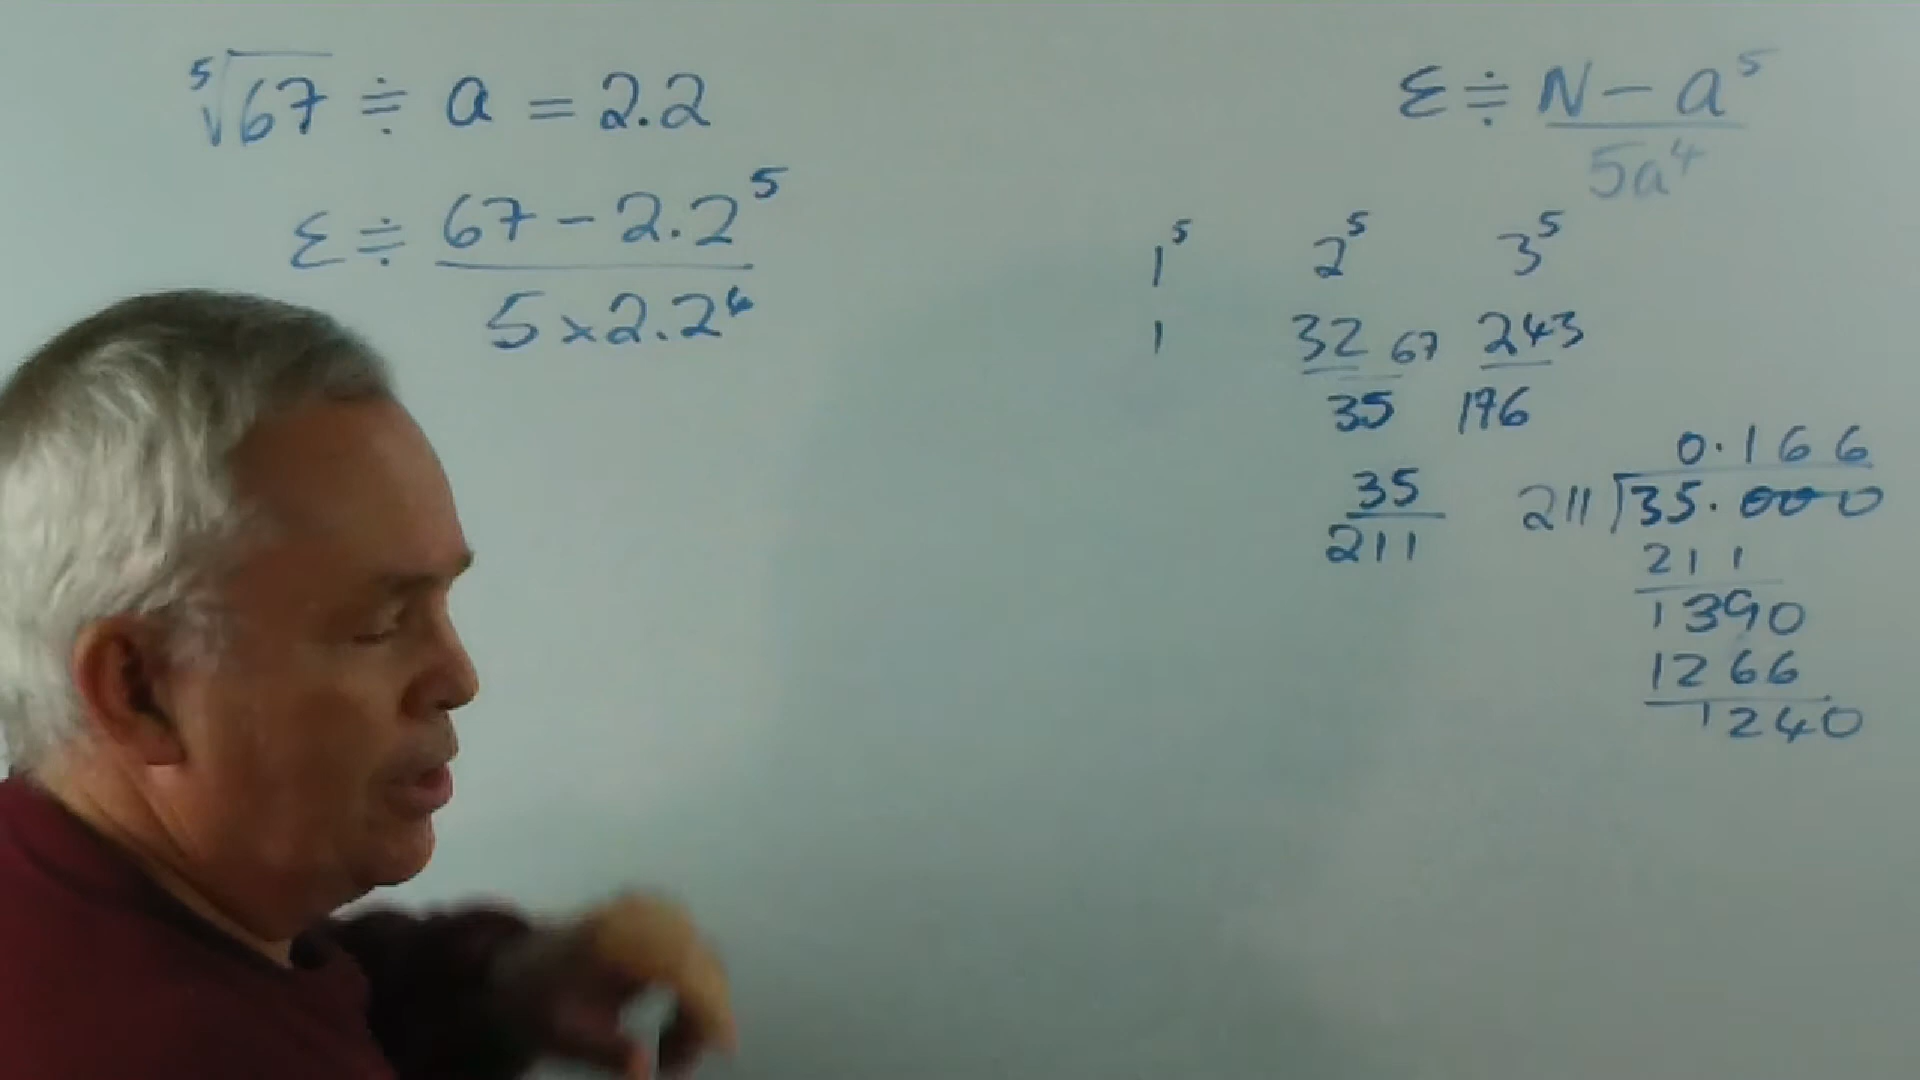 ⁵√67 ≑ a = 2.2
ε ≑ (67 − 2.2⁵) / (5 × 2.2⁴)
ε ≑ (N − a⁵) / (5a⁴)
1⁵ 2⁵ 3⁵
1 32 67 243
35 176
35/211
0.166
211 35.000
211
1390
1266
1240